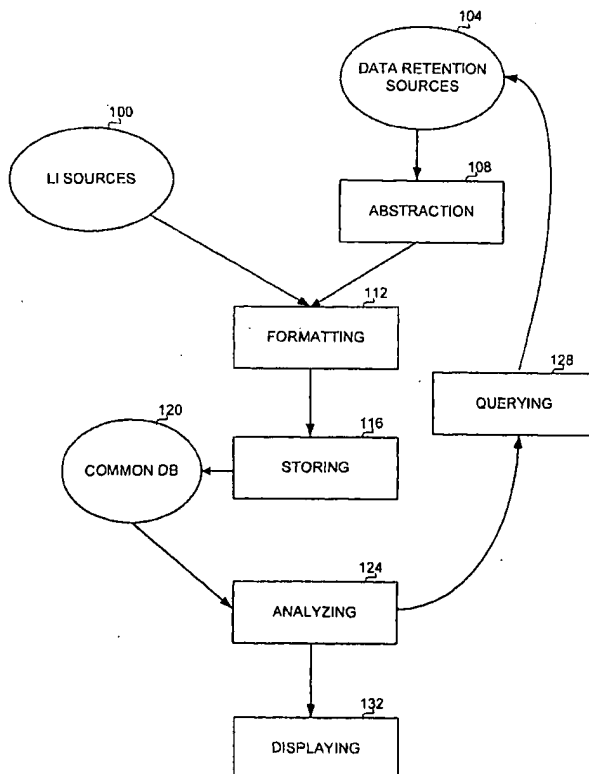 104
DATA RETENTION
SOURCES
100
LI SOURCES
108
ABSTRACTION
112
FORMATTING
128
QUERYING
120
COMMON DB
116
STORING
124
ANALYZING
132
DISPLAYING